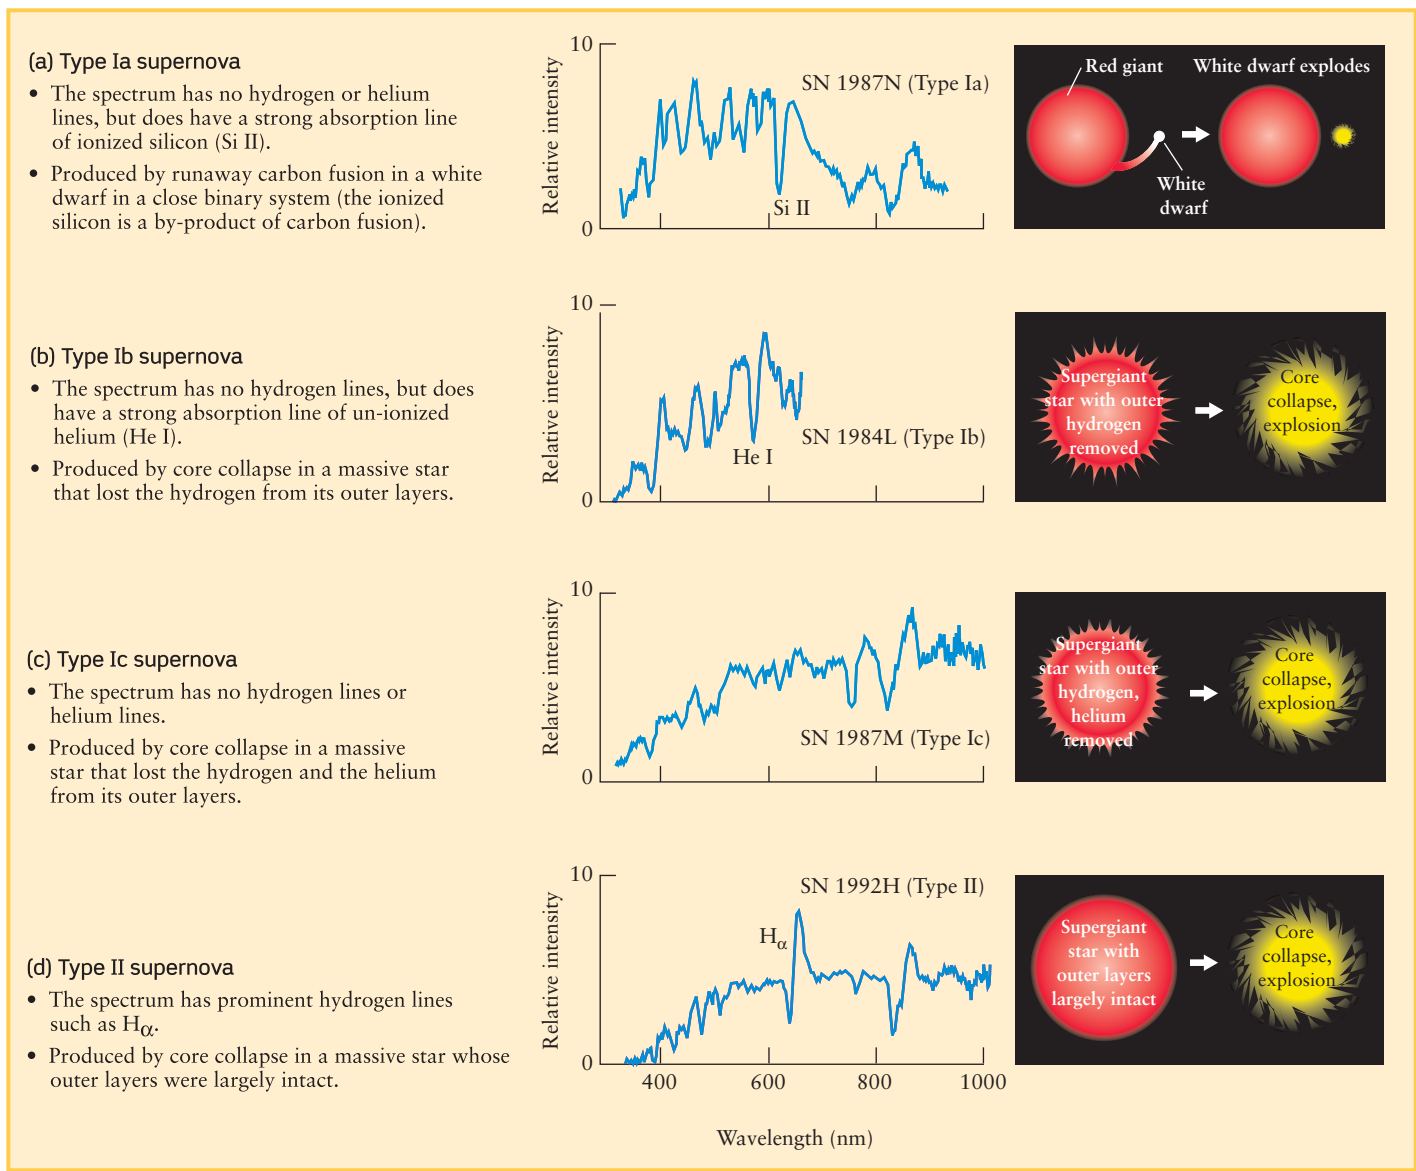 (a) Type Ia supernova
• The spectrum has no hydrogen or helium
lines, but does have a strong absorption line
of ionized silicon (Si II).
• Produced by runaway carbon fusion in a white
dwarf in a close binary system (the ionized
silicon is a by-product of carbon fusion).
10
Relative intensity
0
SN 1987N (Type Ia)
Si II
Red giant
White dwarf explodes
White
dwarf
(b) Type Ib supernova
• The spectrum has no hydrogen lines, but does
have a strong absorption line of un-ionized
helium (He I).
• Produced by core collapse in a massive star
that lost the hydrogen from its outer layers.
10
Relative intensity
0
He I
SN 1984L (Type Ib)
Supergiant
star with outer
hydrogen
removed
Core
collapse,
explosion
(c) Type Ic supernova
• The spectrum has no hydrogen lines or
helium lines.
• Produced by core collapse in a massive
star that lost the hydrogen and the helium
from its outer layers.
10
Relative intensity
0
SN 1987M (Type Ic)
Supergiant
star with outer
hydrogen,
helium
removed
Core
collapse,
explosion
(d) Type II supernova
• The spectrum has prominent hydrogen lines
such as Hα.
• Produced by core collapse in a massive star whose
outer layers were largely intact.
10
Relative intensity
0
SN 1992H (Type II)
Hα
400 600 800 1000
Wavelength (nm)
Supergiant
star with
outer layers
largely intact
Core
collapse,
explosion